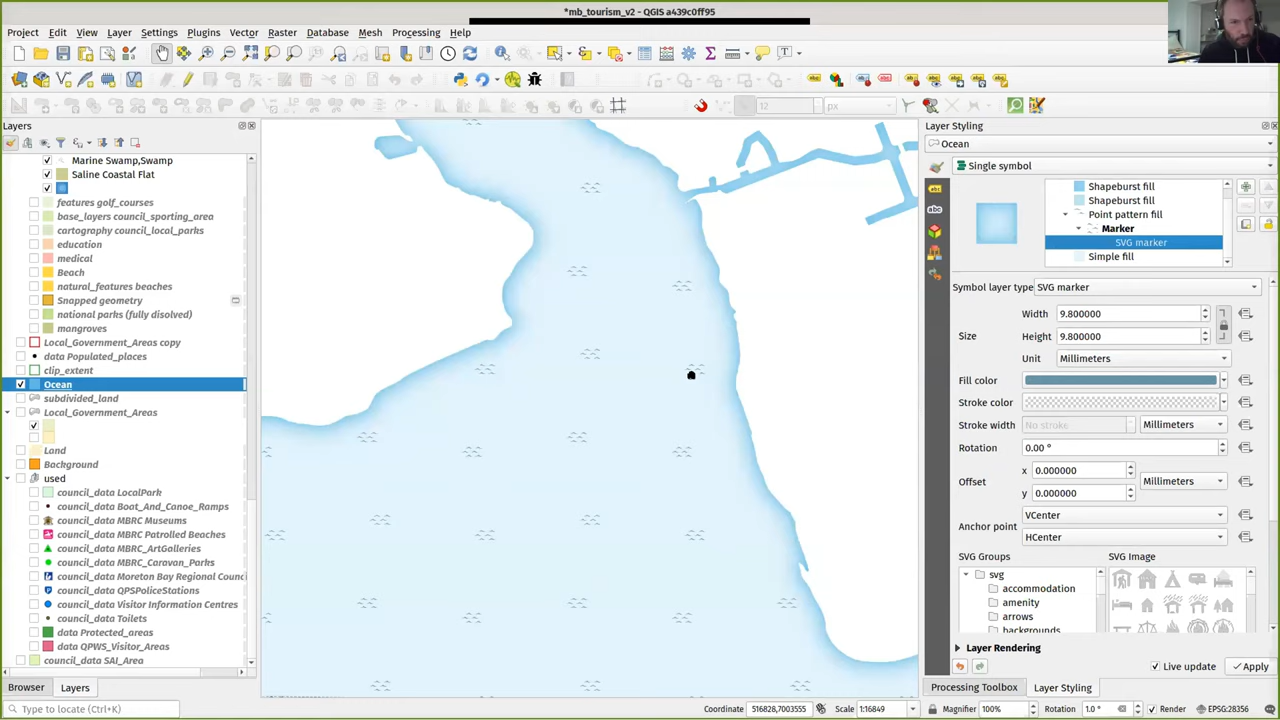 *mb_tourism_v2 - QGIS a439c0ff95
Project Edit View Layer Settings Plugins Vector Raster Database Mesh Processing Help
12 px
Layers
Marine Swamp,Swamp
Saline Coastal Flat
features golf_courses
base_layers council_sporting_area
cartography council_local_parks
education
medical
Beach
natural_features beaches
Snapped geometry
national parks (fully disolved)
mangroves
Local_Government_Areas copy
data Populated_places
clip_extent
Ocean
subdivided_land
Local_Government_Areas
Land
Background
used
council_data LocalPark
council_data Boat_And_Canoe_Ramps
council_data MBRC Museums
council_data MBRC Patrolled Beaches
council_data MBRC_ArtGalleries
council_data MBRC_Caravan_Parks
council_data Moreton Bay Regional Counc
council_data QPSPoliceStations
council_data Visitor Information Centres
council_data Toilets
data Protected_areas
data QPWS_Visitor_Areas
council_data SAI_Area
Browser Layers
Type to locate (Ctrl+K)
Layer Styling
Ocean
Single symbol
Shapeburst fill
Shapeburst fill
Point pattern fill
Marker
SVG marker
Simple fill
Symbol layer type SVG marker
Width 9.800000
Size
Height 9.800000
Unit Millimeters
Fill color
Stroke color
Stroke width No stroke Millimeters
Rotation 0.00 °
x 0.000000
Offset Millimeters
y 0.000000
VCenter
Anchor point
HCenter
SVG Groups SVG Image
svg
accommodation
amenity
arrows
backgrounds
Layer Rendering
Live update Apply
Processing Toolbox Layer Styling
Coordinate 516828,7003555 Scale 1:16849 Magnifier 100% Rotation 1.0 ° Render EPSG:28356